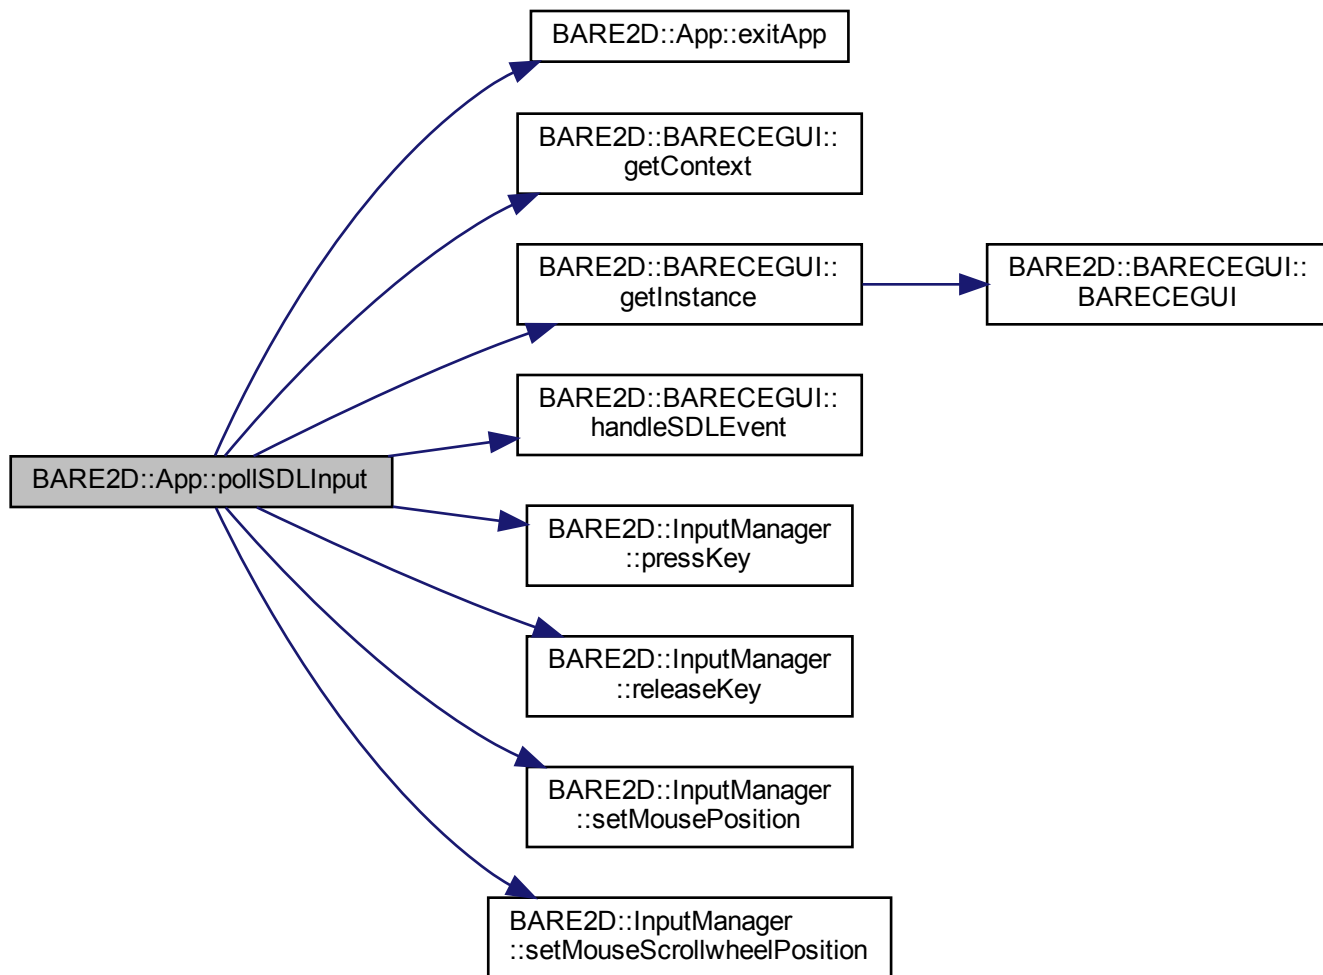 BARE2D::App::exitApp
BARE2D::BARECEGUI::
getContext
BARE2D::BARECEGUI::
getInstance
BARE2D::BARECEGUI::
BARECEGUI
BARE2D::BARECEGUI::
handleSDLEvent
BARE2D::App::pollSDLInput
BARE2D::InputManager
::pressKey
BARE2D::InputManager
::releaseKey
BARE2D::InputManager
::setMousePosition
BARE2D::InputManager
::setMouseScrollwheelPosition